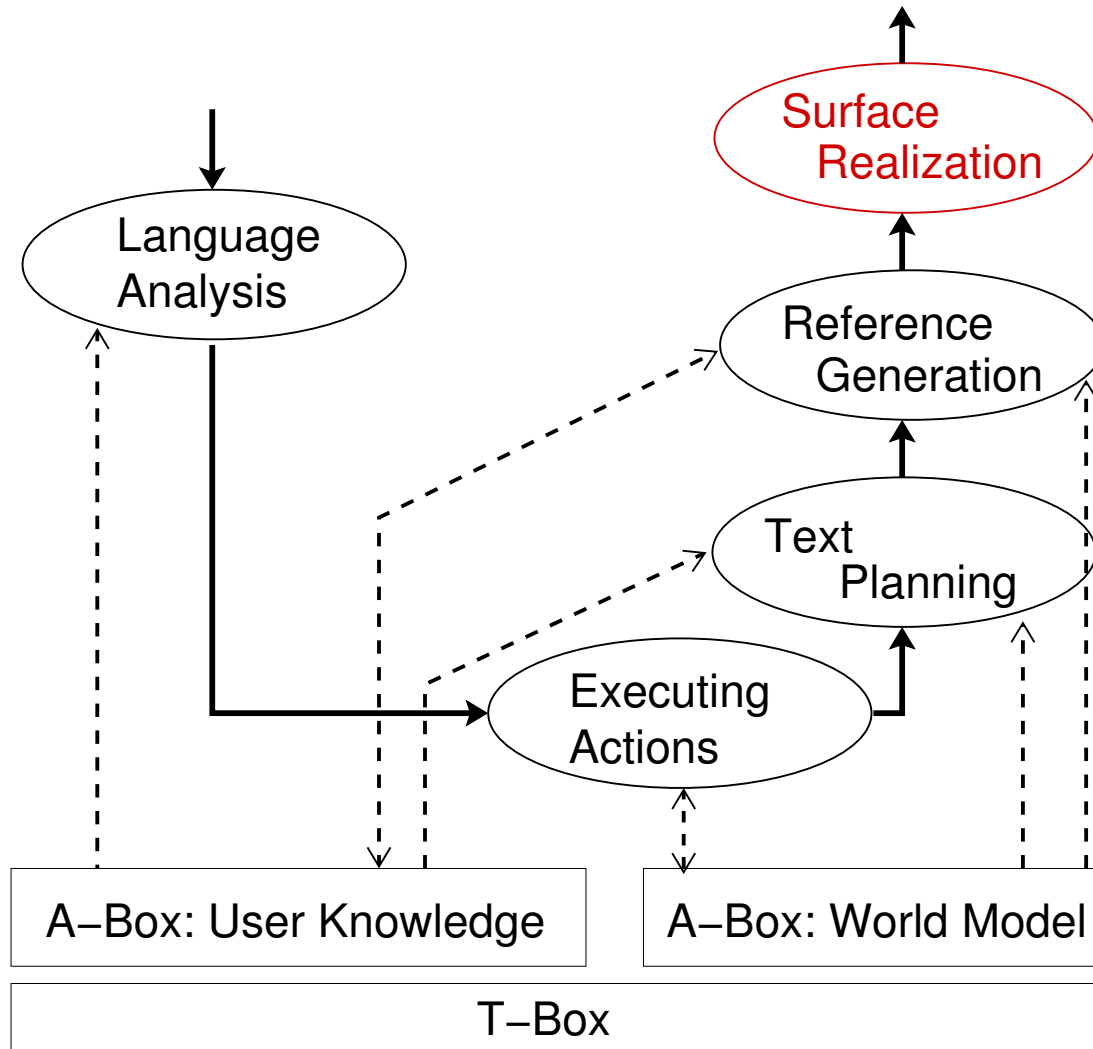 Surface
Realization
Language
Analysis
Reference
Generation
Text
Planning
Executing
Actions
A−Box: User Knowledge
A−Box: World Model
T−Box